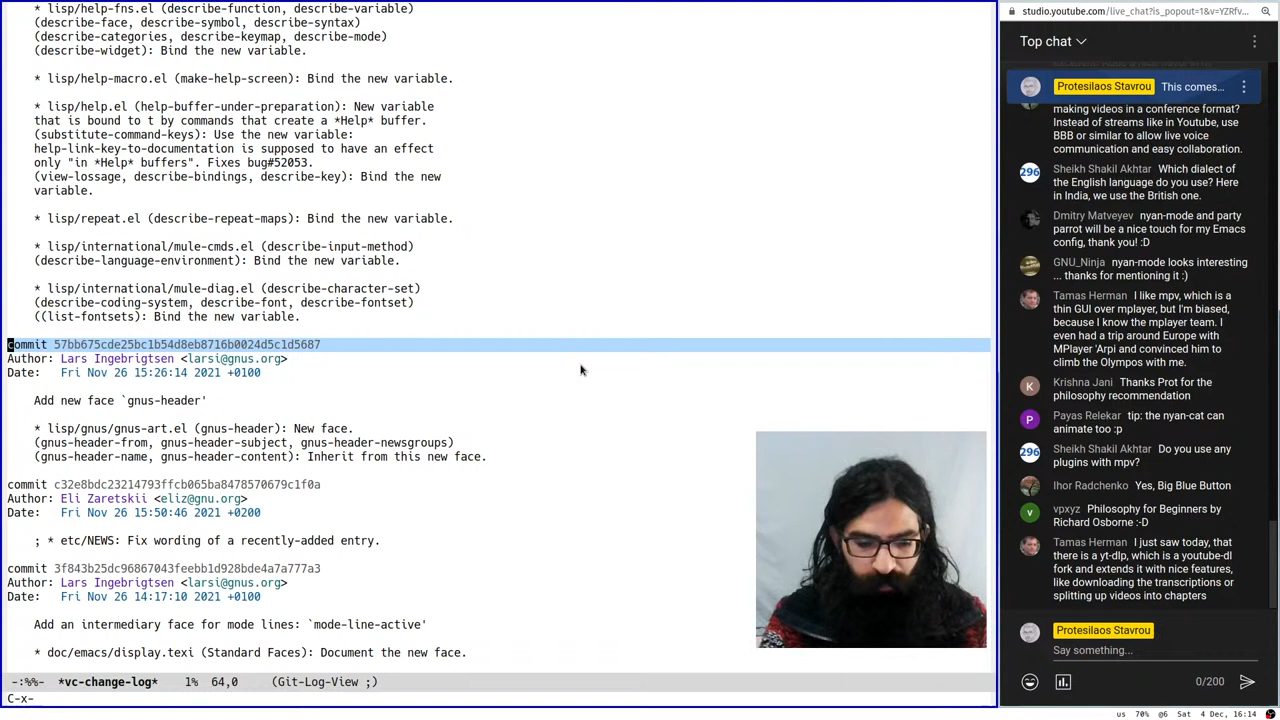 * lisp/help-fns.el (describe-function, describe-variable)
(describe-face, describe-symbol, describe-syntax)
(describe-categories, describe-keymap, describe-mode)
(describe-widget): Bind the new variable.
* lisp/help-macro.el (make-help-screen): Bind the new variable.
* lisp/help.el (help-buffer-under-preparation): New variable
that is bound to t by commands that create a *Help* buffer.
(substitute-command-keys): Use the new variable:
help-link-key-to-documentation is supposed to have an effect
only "in *Help* buffers". Fixes bug#52053.
(view-lossage, describe-bindings, describe-key): Bind the new
variable.
* lisp/repeat.el (describe-repeat-maps): Bind the new variable.
* lisp/international/mule-cmds.el (describe-input-method)
(describe-language-environment): Bind the new variable.
* lisp/international/mule-diag.el (describe-character-set)
(describe-coding-system, describe-font, describe-fontset)
((list-fontsets): Bind the new variable.
commit 57bb675cde25bc1b54d8eb8716b0024d5c1d5687
Author: Lars Ingebrigtsen <larsi@gnus.org>
Date:   Fri Nov 26 15:26:14 2021 +0100
Add new face `gnus-header'
* lisp/gnus/gnus-art.el (gnus-header): New face.
(gnus-header-from, gnus-header-subject, gnus-header-newsgroups)
(gnus-header-name, gnus-header-content): Inherit from this new face.
commit c32e8bdc23214793ffcb065ba8478570679c1f0a
Author: Eli Zaretskii <eliz@gnu.org>
Date:   Fri Nov 26 15:50:46 2021 +0200
; * etc/NEWS: Fix wording of a recently-added entry.
commit 3f843b25dc96867043feebb1d928bde4a7a777a3
Author: Lars Ingebrigtsen <larsi@gnus.org>
Date:   Fri Nov 26 14:17:10 2021 +0100
Add an intermediary face for mode lines: `mode-line-active'
* doc/emacs/display.texi (Standard Faces): Document the new face.
-:%%-  *vc-change-log*    1%  64,0     (Git-Log-View ;)
C-x-
studio.youtube.com/live_chat?is_popout=1&v=YZRfv...
Top chat
Protesilaos Stavrou This comes...
making videos in a conference format?
Instead of streams like in Youtube, use
BBB or similar to allow live voice
communication and easy collaboration.
296 Sheikh Shakil Akhtar Which dialect of
the English language do you use? Here
in India, we use the British one.
Dmitry Matveyev nyan-mode and party
parrot will be a nice touch for my Emacs
config, thank you! :D
GNU_Ninja nyan-mode looks interesting
... thanks for mentioning it :)
Tamas Herman I like mpv, which is a
thin GUI over mplayer, but I'm biased,
because I know the mplayer team. I
even had a trip around Europe with
MPlayer 'Arpi and convinced him to
climb the Olympos with me.
K Krishna Jani Thanks Prot for the
philosophy recommendation
P Payas Relekar tip: the nyan-cat can
animate too :p
296 Sheikh Shakil Akhtar Do you use any
plugins with mpv?
Ihor Radchenko Yes, Big Blue Button
v vpxyz Philosophy for Beginners by
Richard Osborne :-D
Tamas Herman I just saw today, that
there is a yt-dlp, which is a youtube-dl
fork and extends it with nice features,
like downloading the transcriptions or
splitting up videos into chapters
Protesilaos Stavrou
Say something...
0/200
us 70% @6 Sat 4 Dec, 16:14